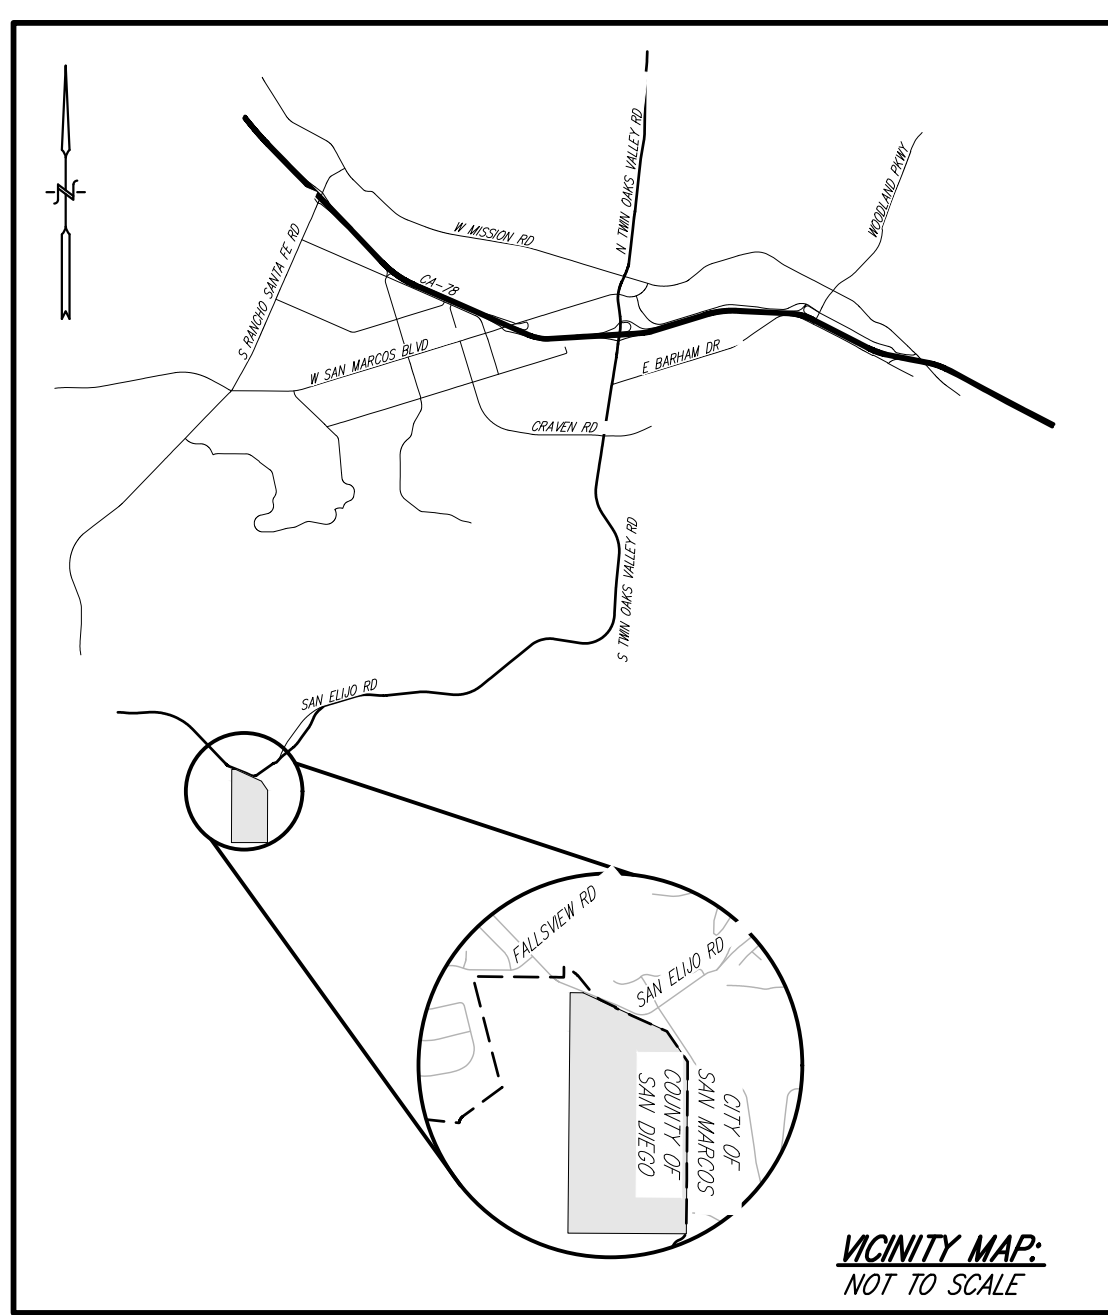 N
N TWIN OAKS VALLEY RD
WOODLAND PKWY
W MISSION RD
S RANCHO SANTA FE RD
CA-78
W SAN MARCOS BLVD
E BARHAM DR
CRAVEN RD
S TWIN OAKS VALLEY RD
SAN ELIJO RD
FALLSVIEW RD
SAN ELIJO RD
CITY OF
SAN MARCOS
COUNTY OF
SAN DIEGO
VICINITY MAP:
NOT TO SCALE